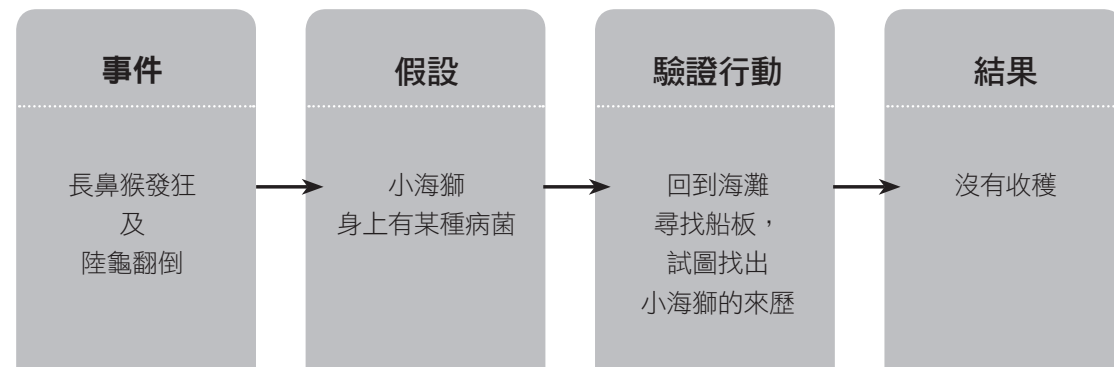 事件
長鼻猴發狂
及
陸龜翻倒
假設
小海獅
身上有某種病菌
驗證行動
回到海灘
尋找船板，
試圖找出
小海獅的來歷
結果
沒有收穫